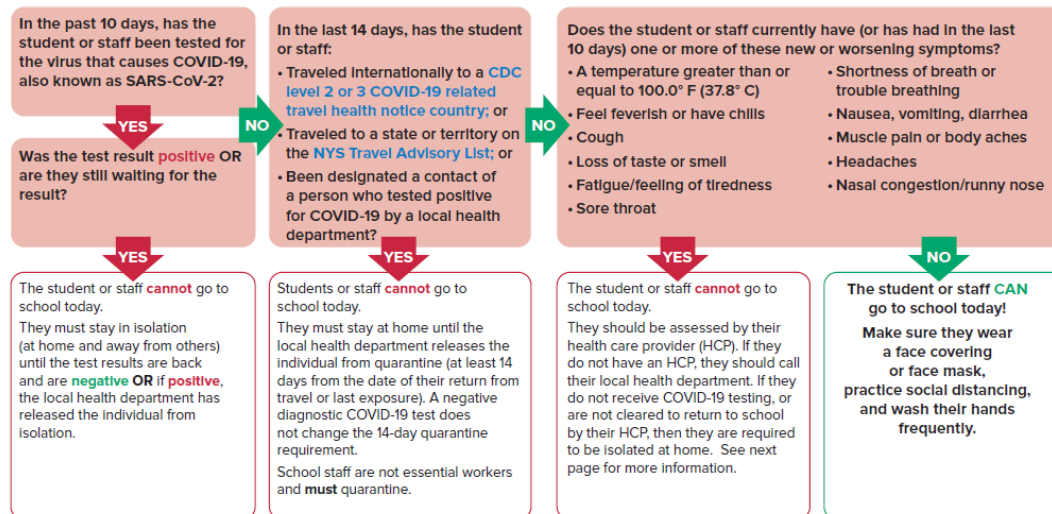 In the past 10 days, has the
student or staff been tested for
the virus that causes COVID-19,
also known as SARS-CoV-2?
YES
Was the test result positive OR
are they still waiting for the
result?
YES
The student or staff cannot go to
school today.
They must stay in isolation
(at home and away from others)
until the test results are back
and are negative OR if positive,
the local health department has
released the individual from
isolation.
NO
In the last 14 days, has the student
or staff:
• Traveled internationally to a CDC
level 2 or 3 COVID-19 related
travel health notice country; or
• Traveled to a state or territory on
the NYS Travel Advisory List; or
• Been designated a contact of
a person who tested positive
for COVID-19 by a local health
department?
YES
Students or staff cannot go to
school today.
They must stay at home until the
local health department releases the
individual from quarantine (at least 14
days from the date of their return from
travel or last exposure). A negative
diagnostic COVID-19 test does
not change the 14-day quarantine
requirement.
School staff are not essential workers
and must quarantine.
NO
Does the student or staff currently have (or has had in the last
10 days) one or more of these new or worsening symptoms?
• A temperature greater than or
equal to 100.0° F (37.8° C)
• Feel feverish or have chills
• Cough
• Loss of taste or smell
• Fatigue/feeling of tiredness
• Sore throat
• Shortness of breath or
trouble breathing
• Nausea, vomiting, diarrhea
• Muscle pain or body aches
• Headaches
• Nasal congestion/runny nose
YES
The student or staff cannot go to
school today.
They should be assessed by their
health care provider (HCP). If they
do not have an HCP, they should call
their local health department. If they
do not receive COVID-19 testing, or
are not cleared to return to school
by their HCP, then they are required
to be isolated at home. See next
page for more information.
NO
The student or staff CAN
go to school today!
Make sure they wear
a face covering
or face mask,
practice social distancing,
and wash their hands
frequently.